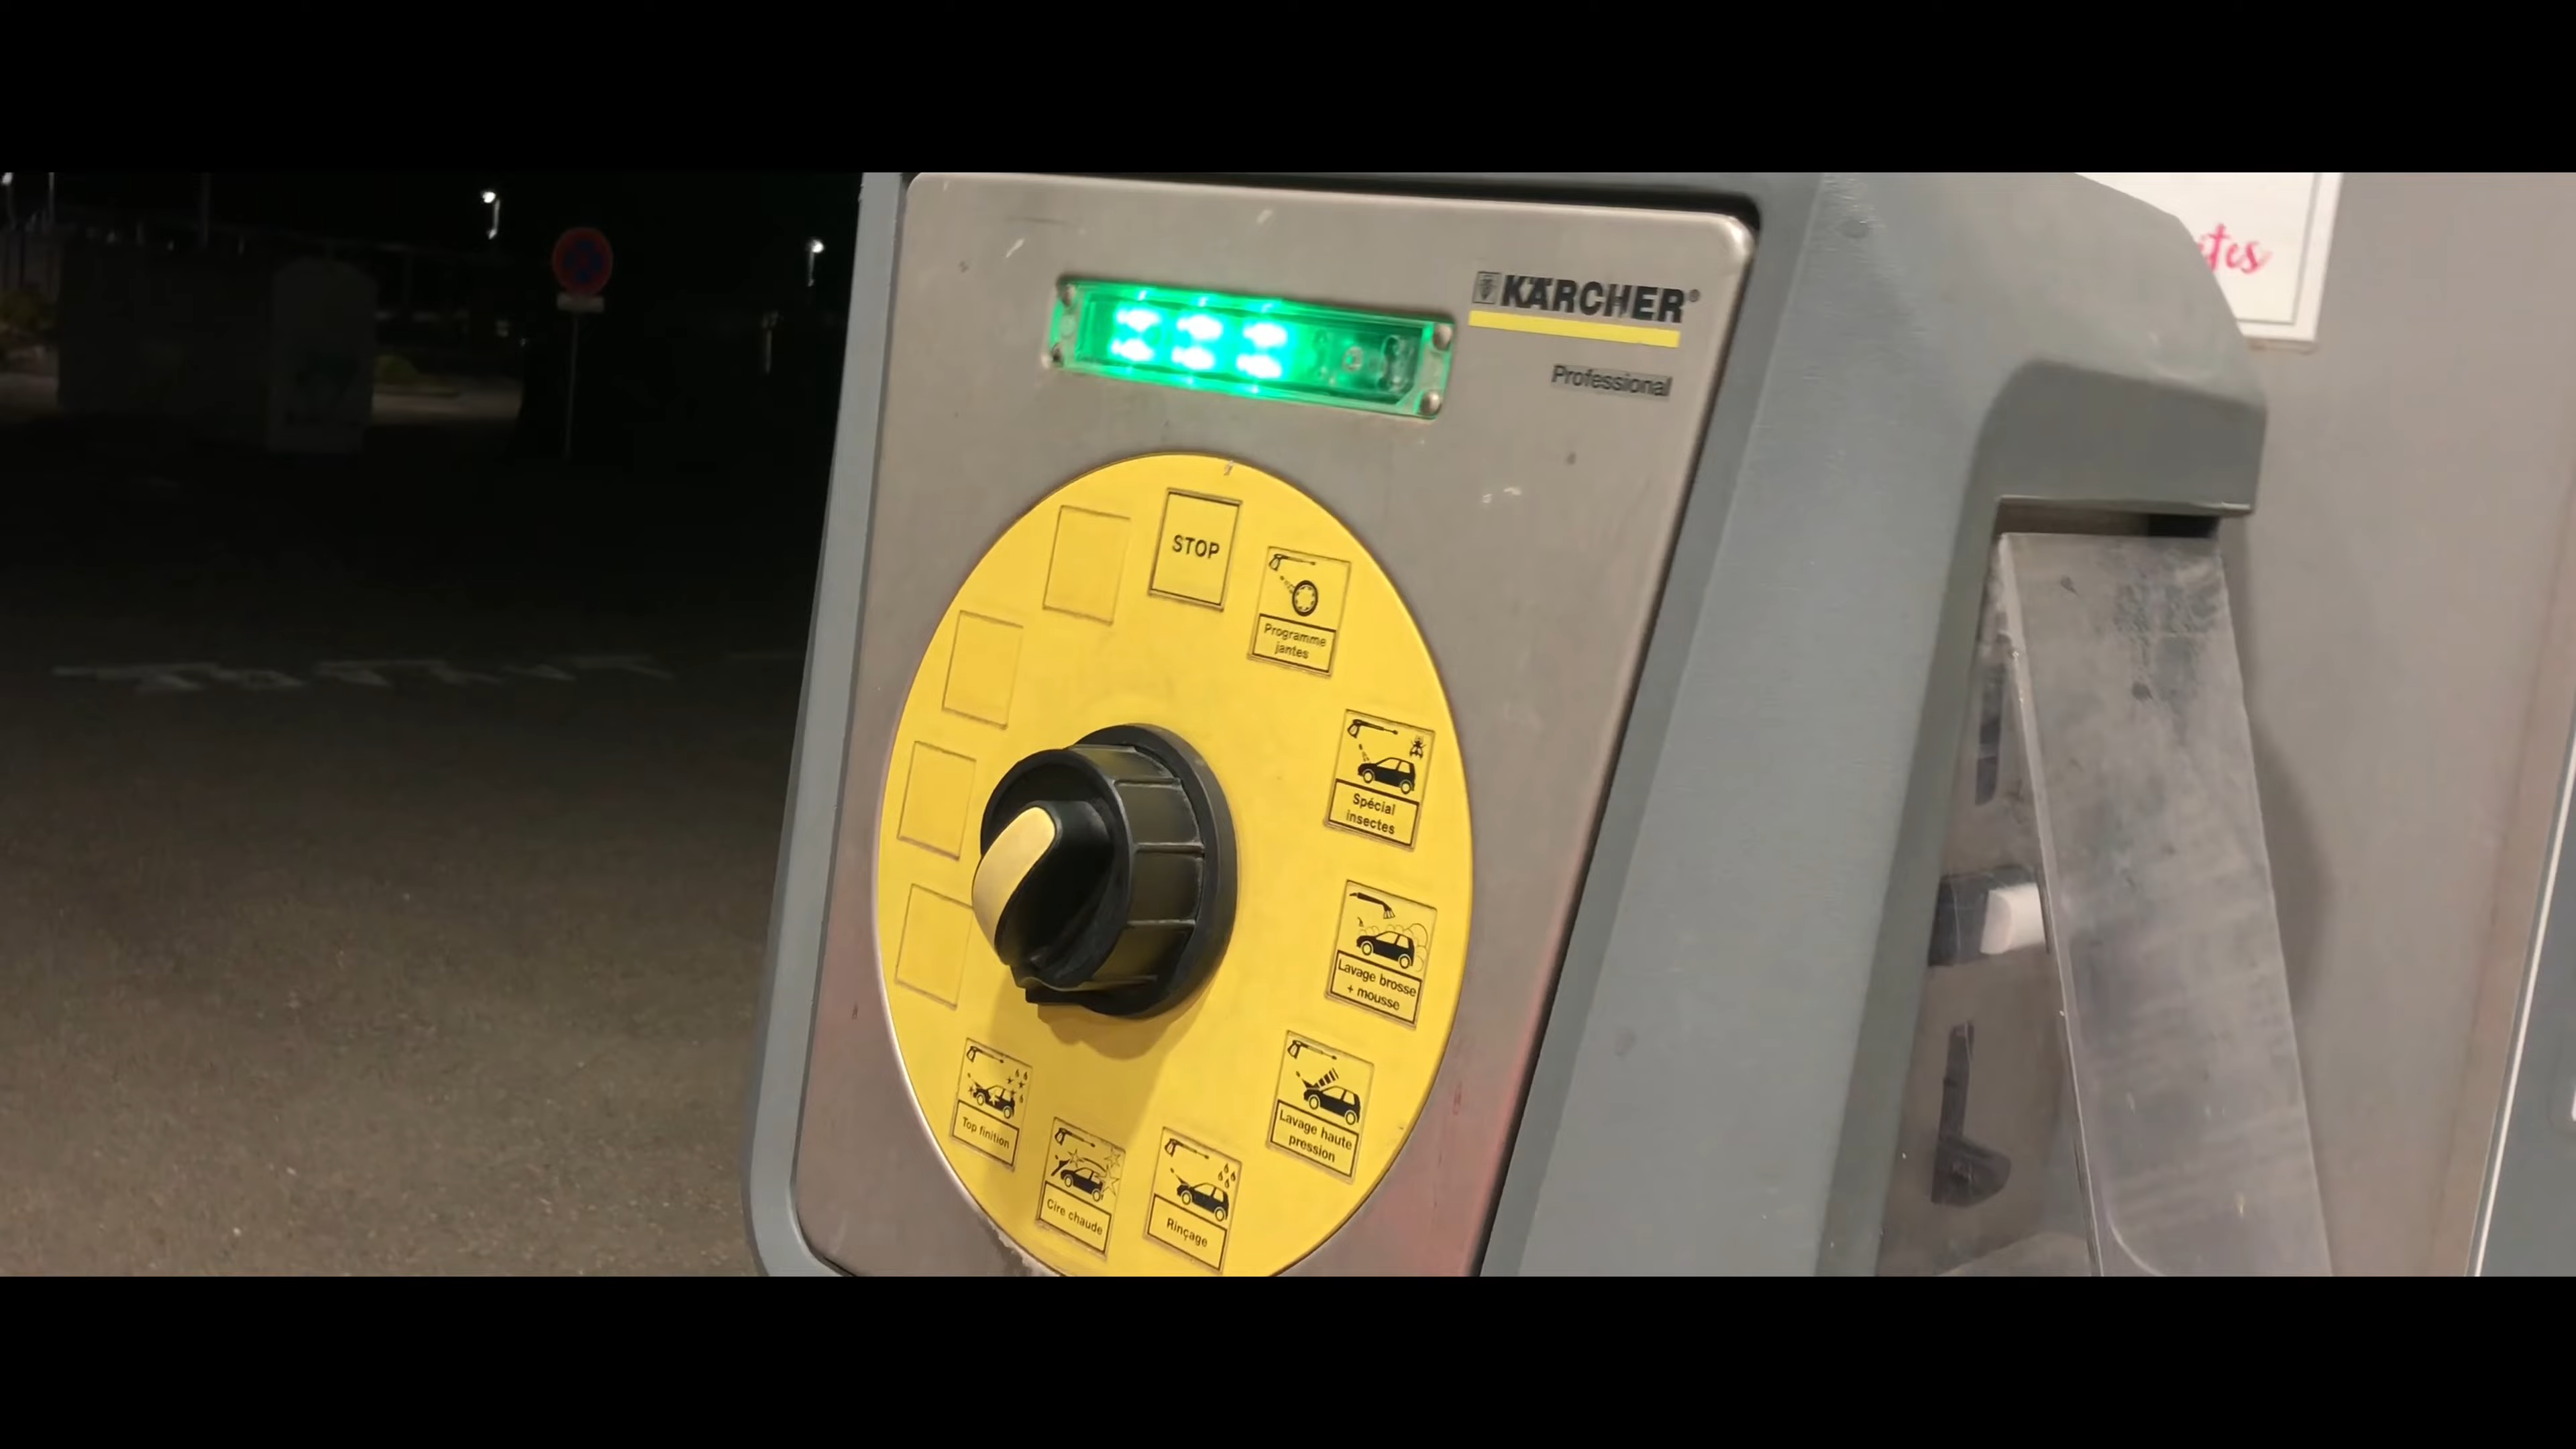 KÄRCHER®
Professional
STOP
Programme
jantes
Spécial
insectes
Lavage brosse
+ mousse
Lavage haute
pression
Rinçage
Cire chaude
Top finition